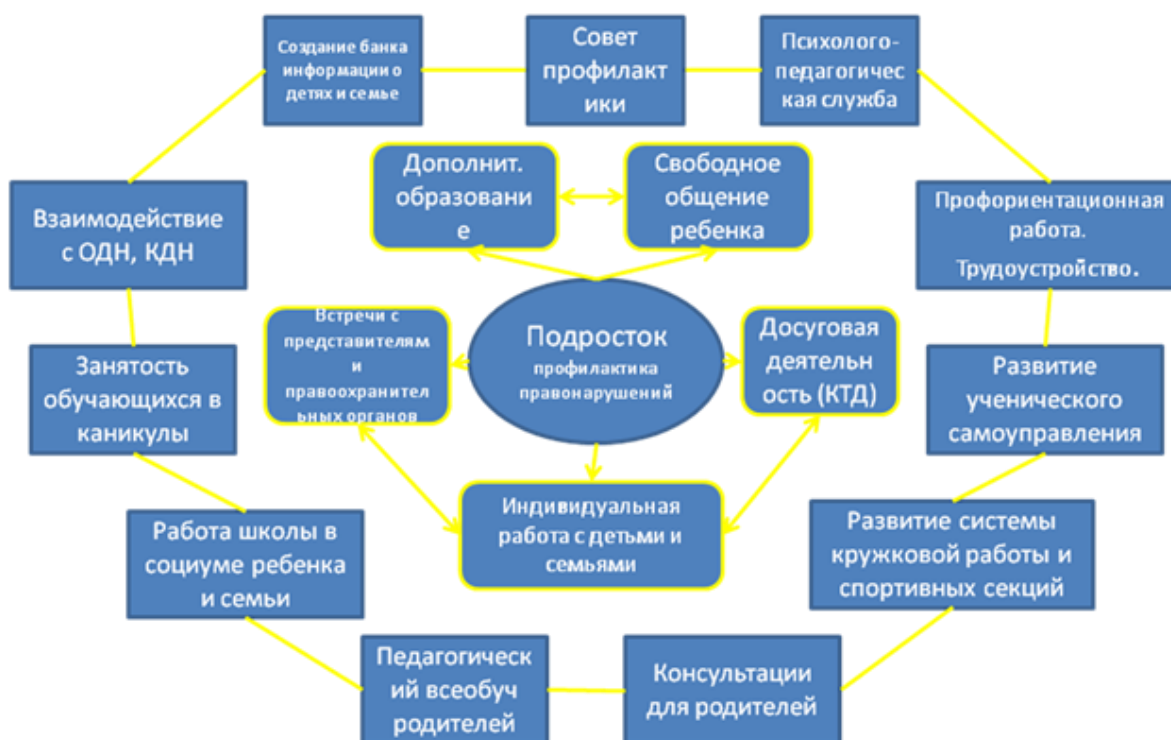 Создание банка
информации о
детях и семье
Совет
профилакт
ики
Психолого-
педагогичес
кая служба
Дополнит.
образовани
е
Свободное
общение
ребенка
Взаимодействие
с ОДН, КДН
Профориентационная
работа.
Трудоустройство.
Встречи с
представителям
и
правоохранител
ьных органов
Подросток
профилактика
правонарушений
Досуговая
деятельн
ость (КТД)
Занятость
обучающихся в
каникулы
Развитие
ученического
самоуправления
Индивидуальная
работа с детьми и
семьями
Работа школы в
социуме ребенка
и семьи
Развитие системы
кружковой работы и
спортивных секций
Педагогическ
ий всеобуч
родителей
Консультации
для родителей